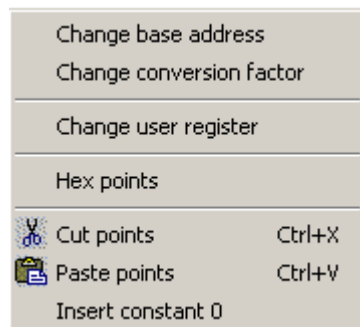 Change base address
Change conversion factor
Change user register
Hex points
Cut points Ctrl+X
Paste points Ctrl+V
Insert constant 0